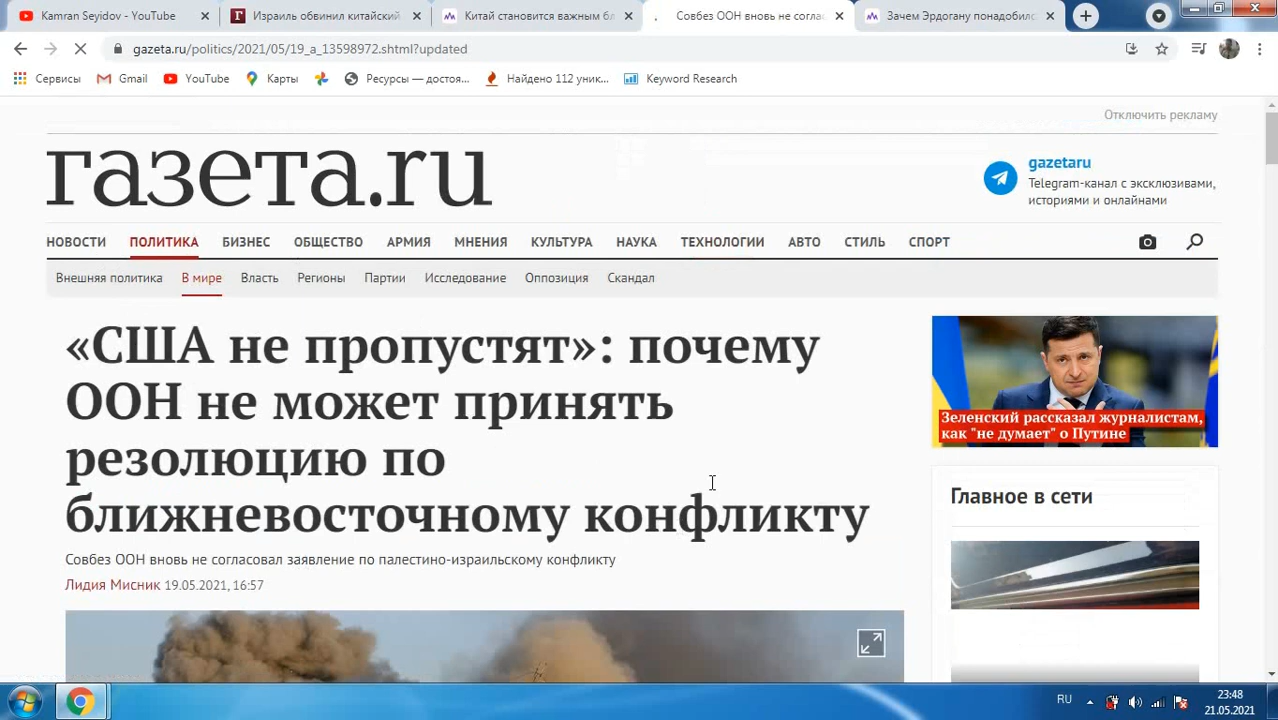 Kamran Seyidov - YouTube
Израиль обвинил китайский
Китай становится важным бл
Совбез ООН вновь не согла
Зачем Эрдогану понадобилс
gazeta.ru/politics/2021/05/19_a_13598972.shtml?updated
Сервисы
Gmail
YouTube
Карты
Ресурсы — достоя...
Найдено 112 уник...
Keyword Research
Отключить рекламу
газета.ru
gazetaru
Telegram-канал с эксклюзивами,
историями и онлайнами
НОВОСТИ ПОЛИТИКА БИЗНЕС ОБЩЕСТВО АРМИЯ МНЕНИЯ КУЛЬТУРА НАУКА ТЕХНОЛОГИИ АВТО СТИЛЬ СПОРТ
Внешняя политика В мире Власть Регионы Партии Исследование Оппозиция Скандал
«США не пропустят»: почему
ООН не может принять
резолюцию по
ближневосточному конфликту
Совбез ООН вновь не согласовал заявление по палестино-израильскому конфликту
Лидия Мисник 19.05.2021, 16:57
Зеленский рассказал журналистам,
как "не думает" о Путине
Главное в сети
RU
23:48
21.05.2021